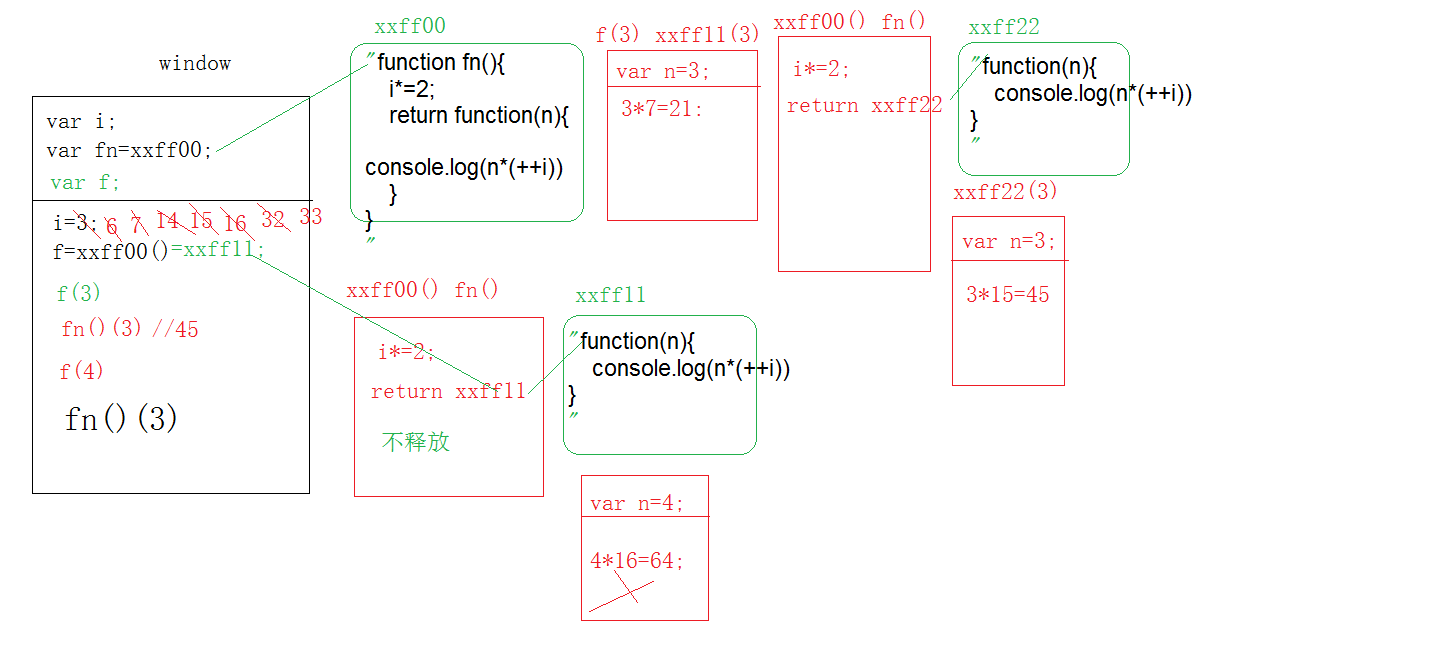 window
var i;
var fn=xxff00;
var f;
i=3; 6 7 14 15 16 32 33
f=xxff00()=xxff11;
f(3)
fn()(3) //45
f(4)
fn()(3)
xxff00
"function fn(){
i*=2;
return function(n){
console.log(n*(++i))
}
}
"
f(3) xxff11(3)
var n=3;
3*7=21:
xxff00() fn()
i*=2;
return xxff22
xxff22
"function(n){
console.log(n*(++i))
}
"
xxff22(3)
var n=3;
3*15=45
xxff00() fn()
i*=2;
return xxff11
不释放
xxff11
"function(n){
console.log(n*(++i))
}
"
var n=4;
4*16=64;